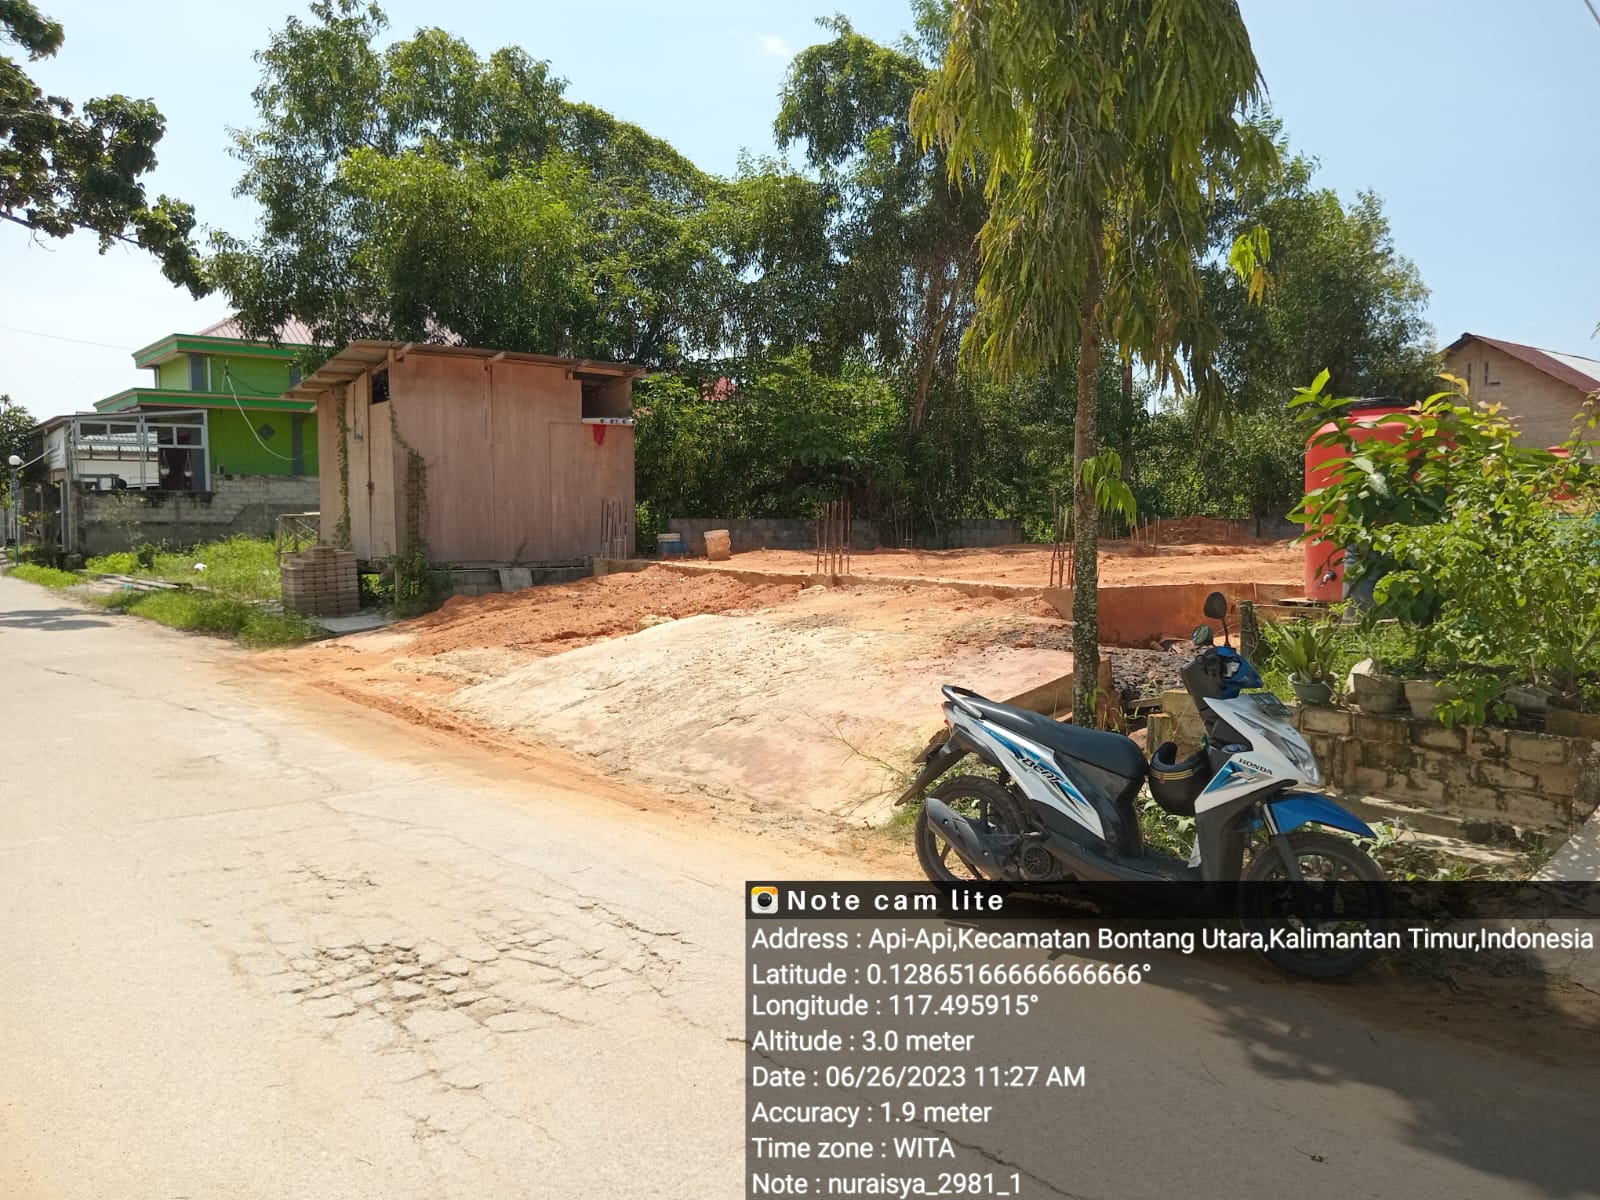 BeAT
HONDA
Note cam lite
Address : Api-Api,Kecamatan Bontang Utara,Kalimantan Timur,Indonesia
Latitude : 0.12865166666666666°
Longitude : 117.495915°
Altitude : 3.0 meter
Date : 06/26/2023 11:27 AM
Accuracy : 1.9 meter
Time zone : WITA
Note : nuraisya_2981_1